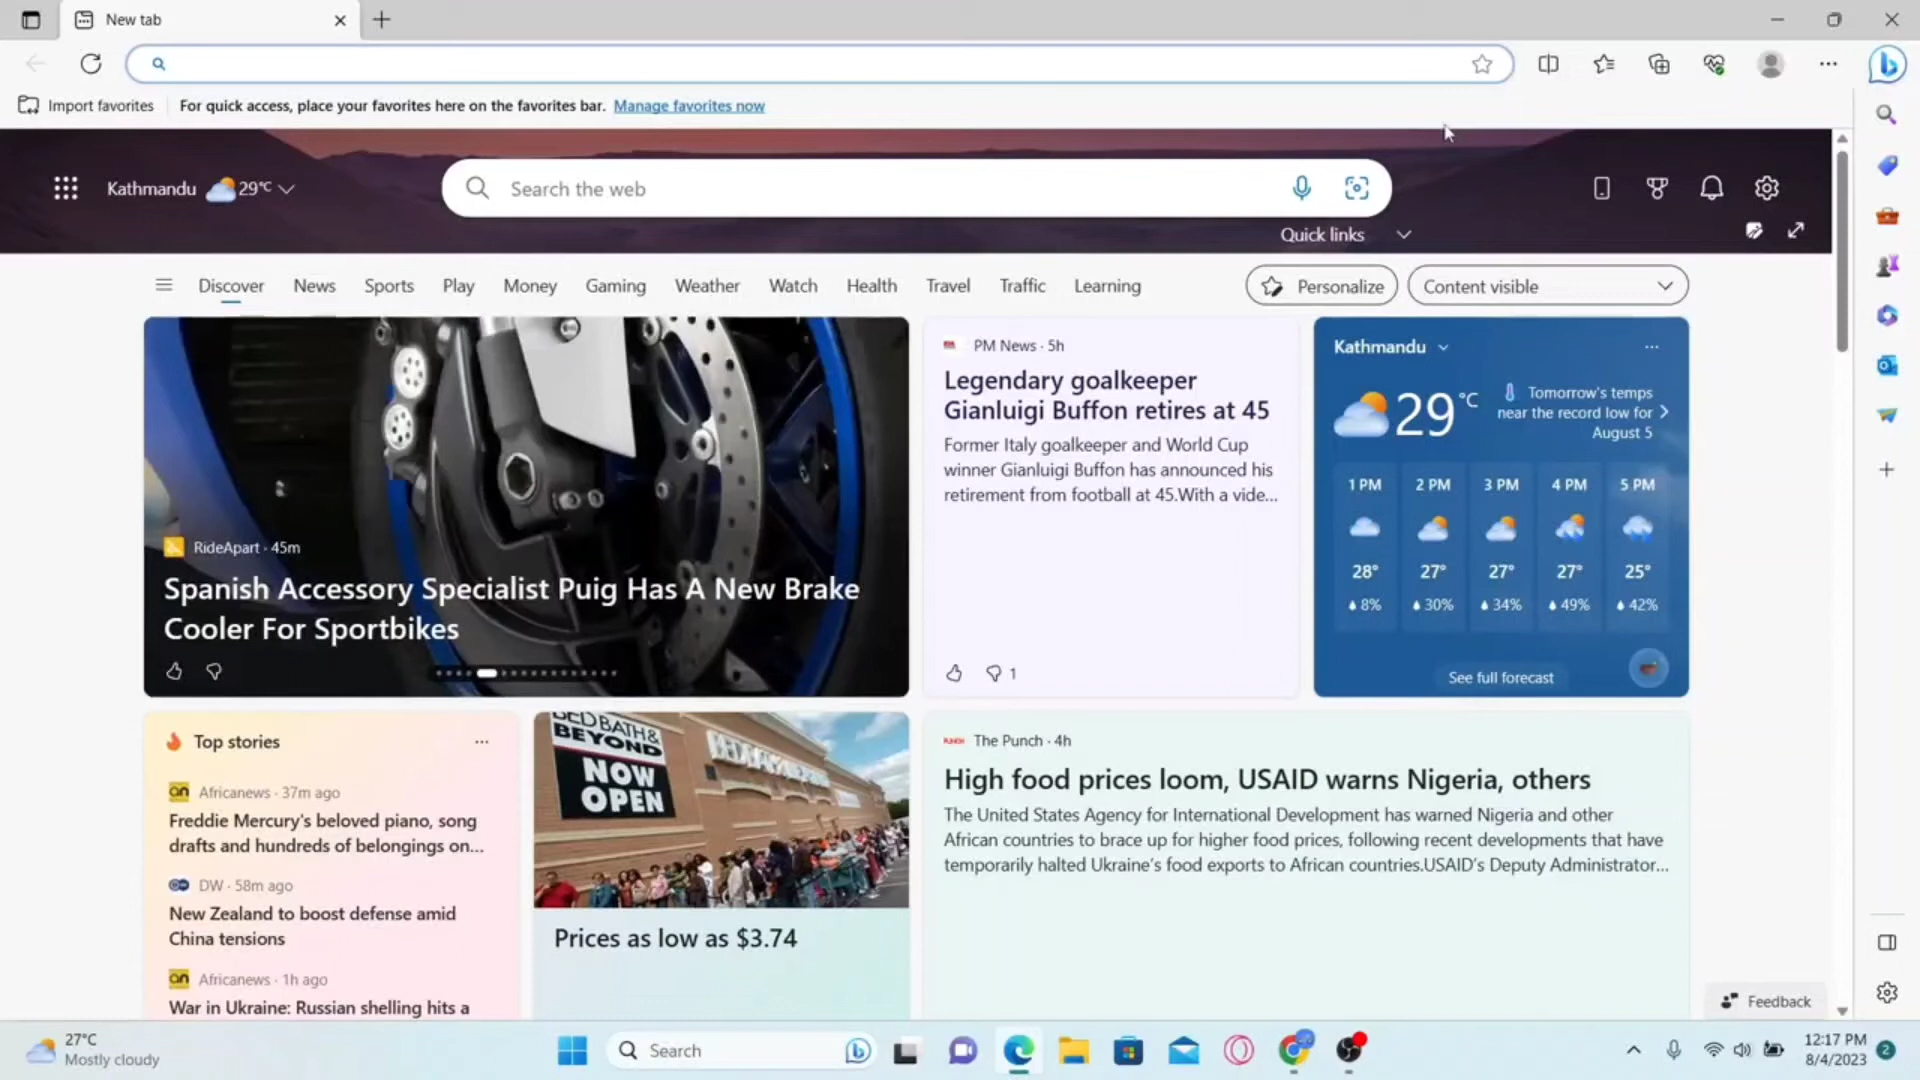 New tab
Import favorites
For quick access, place your favorites here on the favorites bar. Manage favorites now
Kathmandu 29°C
Search the web
Quick links
Discover News Sports Play Money Gaming Weather Watch Health Travel Traffic Learning
Personalize
Content visible
RideApart · 45m
Spanish Accessory Specialist Puig Has A New Brake
Cooler For Sportbikes
PM News · 5h
Legendary goalkeeper
Gianluigi Buffon retires at 45
Former Italy goalkeeper and World Cup
winner Gianluigi Buffon has announced his
retirement from football at 45.With a vide...
1
Kathmandu
29 °C
Tomorrow's temps
near the record low for
August 5
1 PM 2 PM 3 PM 4 PM 5 PM
28° 27° 27° 27° 25°
8% 30% 34% 49% 42%
See full forecast
Top stories
Africanews · 37m ago
Freddie Mercury's beloved piano, song
drafts and hundreds of belongings on...
DW · 58m ago
New Zealand to boost defense amid
China tensions
Africanews · 1h ago
War in Ukraine: Russian shelling hits a
BED BATH &
BEYOND
NOW
OPEN
Prices as low as $3.74
PUNCH The Punch · 4h
High food prices loom, USAID warns Nigeria, others
The United States Agency for International Development has warned Nigeria and other
African countries to brace up for higher food prices, following recent developments that have
temporarily halted Ukraine's food exports to African countries.USAID's Deputy Administrator...
Feedback
27°C
Mostly cloudy
Search
12:17 PM
8/4/2023
2